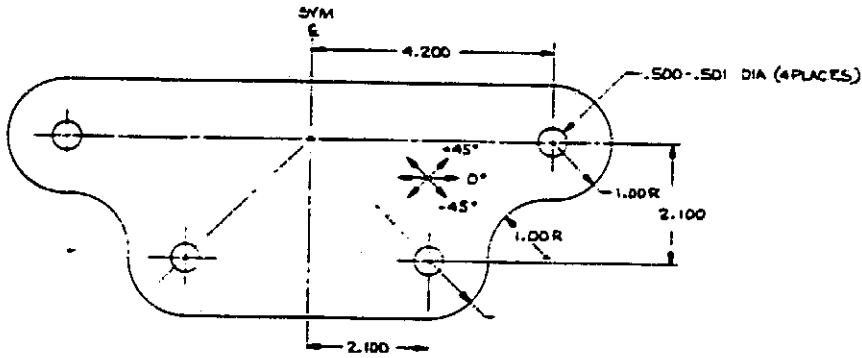 SYM
℄
4.200
.500-.501 DIA (4PLACES)
+45°
0°
-45°
1.00R
2.100
1.00R
2.100